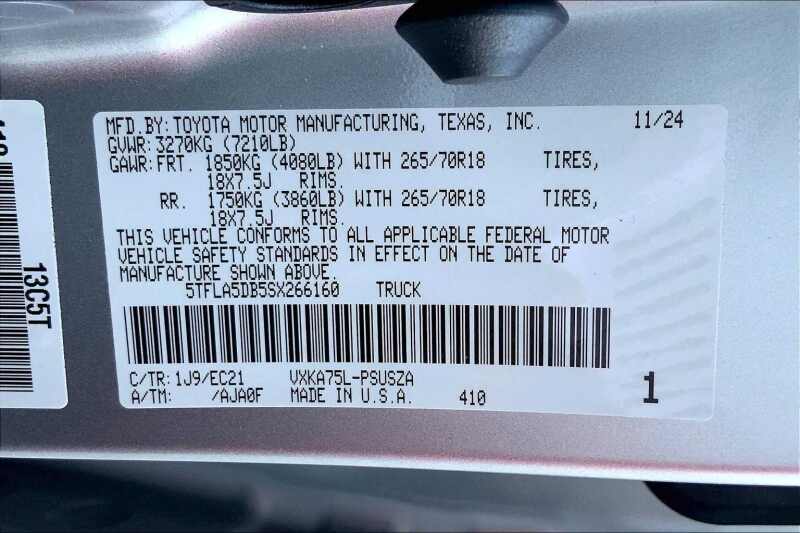 MFD.BY: TOYOTA MOTOR MANUFACTURING, TEXAS, INC. 11/24
GVWR: 3270KG (7210LB)
GAWR: FRT. 1850KG (4080LB) WITH 265/70R18 TIRES,
18X7.5J RIMS.
RR. 1750KG (3860LB) WITH 265/70R18 TIRES,
18X7.5J RIMS.
THIS VEHICLE CONFORMS TO ALL APPLICABLE FEDERAL MOTOR
VEHICLE SAFETY STANDARDS IN EFFECT ON THE DATE OF
MANUFACTURE SHOWN ABOVE.
5TFLA5DB5SX266160 TRUCK
C/TR: 1J9/EC21 VXKA75L-PSUSZA
A/TM: /AJA0F MADE IN U.S.A. 410
1
13C5T